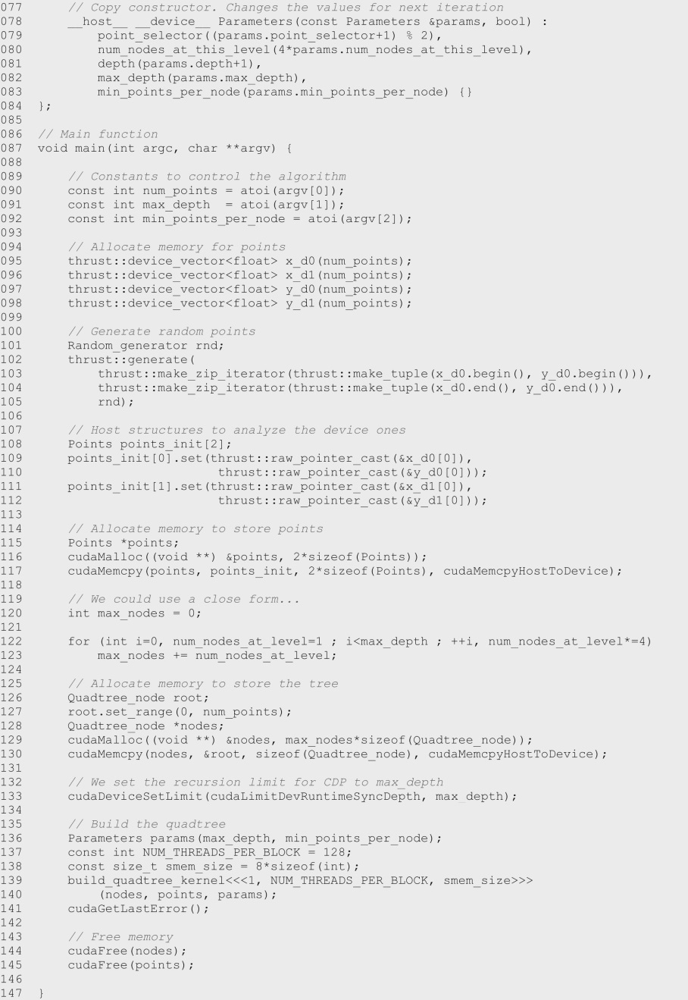 077 // Copy constructor. Changes the values for next iteration
078 __host__ __device__ Parameters(const Parameters &params, bool) :
079 point_selector((params.point_selector+1) % 2),
080 num_nodes_at_this_level(4*params.num_nodes_at_this_level),
081 depth(params.depth+1),
082 max_depth(params.max_depth),
083 min_points_per_node(params.min_points_per_node) {}
084 };
085
086 // Main function
087 void main(int argc, char **argv) {
088
089 // Constants to control the algorithm
090 const int num_points = atoi(argv[0]);
091 const int max_depth  = atoi(argv[1]);
092 const int min_points_per_node = atoi(argv[2]);
093
094 // Allocate memory for points
095 thrust::device_vector<float> x_d0(num_points);
096 thrust::device_vector<float> x_d1(num_points);
097 thrust::device_vector<float> y_d0(num_points);
098 thrust::device_vector<float> y_d1(num_points);
099
100 // Generate random points
101 Random_generator rnd;
102 thrust::generate(
103 thrust::make_zip_iterator(thrust::make_tuple(x_d0.begin(), y_d0.begin())),
104 thrust::make_zip_iterator(thrust::make_tuple(x_d0.end(), y_d0.end())),
105 rnd);
106
107 // Host structures to analyze the device ones
108 Points points_init[2];
109 points_init[0].set(thrust::raw_pointer_cast(&x_d0[0]),
110 thrust::raw_pointer_cast(&y_d0[0]));
111 points_init[1].set(thrust::raw_pointer_cast(&x_d1[0]),
112 thrust::raw_pointer_cast(&y_d1[0]));
113
114 // Allocate memory to store points
115 Points *points;
116 cudaMalloc((void **) &points, 2*sizeof(Points));
117 cudaMemcpy(points, points_init, 2*sizeof(Points), cudaMemcpyHostToDevice);
118
119 // We could use a close form...
120 int max_nodes = 0;
121
122 for (int i=0, num_nodes_at_level=1 ; i<max_depth ; ++i, num_nodes_at_level*=4)
123 max_nodes += num_nodes_at_level;
124
125 // Allocate memory to store the tree
126 Quadtree_node root;
127 root.set_range(0, num_points);
128 Quadtree_node *nodes;
129 cudaMalloc((void **) &nodes, max_nodes*sizeof(Quadtree_node));
130 cudaMemcpy(nodes, &root, sizeof(Quadtree_node), cudaMemcpyHostToDevice);
131
132 // We set the recursion limit for CDP to max_depth
133 cudaDeviceSetLimit(cudaLimitDevRuntimeSyncDepth, max_depth);
134
135 // Build the quadtree
136 Parameters params(max_depth, min_points_per_node);
137 const int NUM_THREADS_PER_BLOCK = 128;
138 const size_t smem_size = 8*sizeof(int);
139 build_quadtree_kernel<<<1, NUM_THREADS_PER_BLOCK, smem_size>>>
140 (nodes, points, params);
141 cudaGetLastError();
142
143 // Free memory
144 cudaFree(nodes);
145 cudaFree(points);
146
147 }